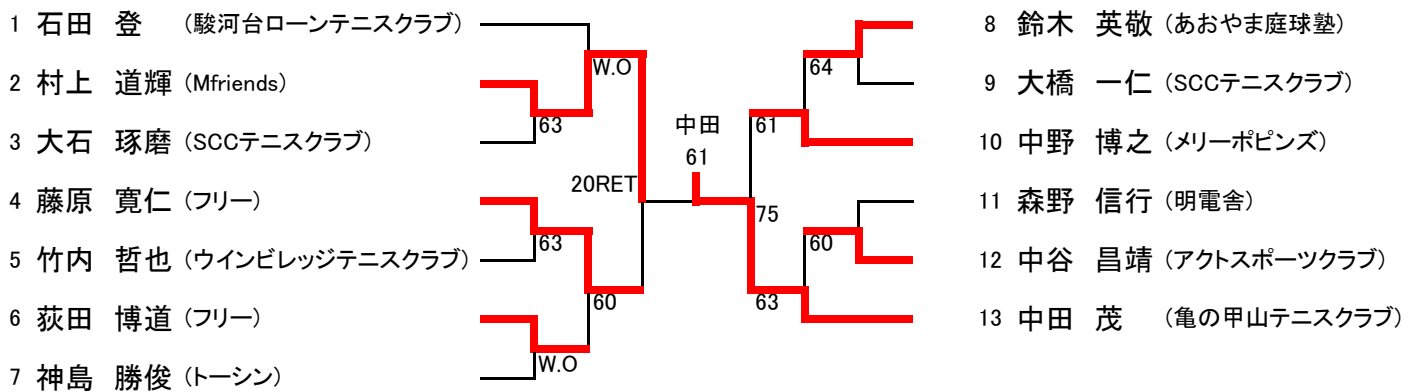 1 石田 登 (駿河台ローンテニスクラブ)
2 村上 道輝 (Mfriends)
3 大石 琢磨 (SCCテニスクラブ)
4 藤原 寛仁 (フリー)
5 竹内 哲也 (ウインビレッジテニスクラブ)
6 荻田 博道 (フリー)
7 神島 勝俊 (トーシン)
W.O
63
20RET
63
60
W.O
中田
61
64
61
75
60
63
8 鈴木 英敬 (あおやま庭球塾)
9 大橋 一仁 (SCCテニスクラブ)
10 中野 博之 (メリーポピンズ)
11 森野 信行 (明電舎)
12 中谷 昌靖 (アクトスポーツクラブ)
13 中田 茂 (亀の甲山テニスクラブ)